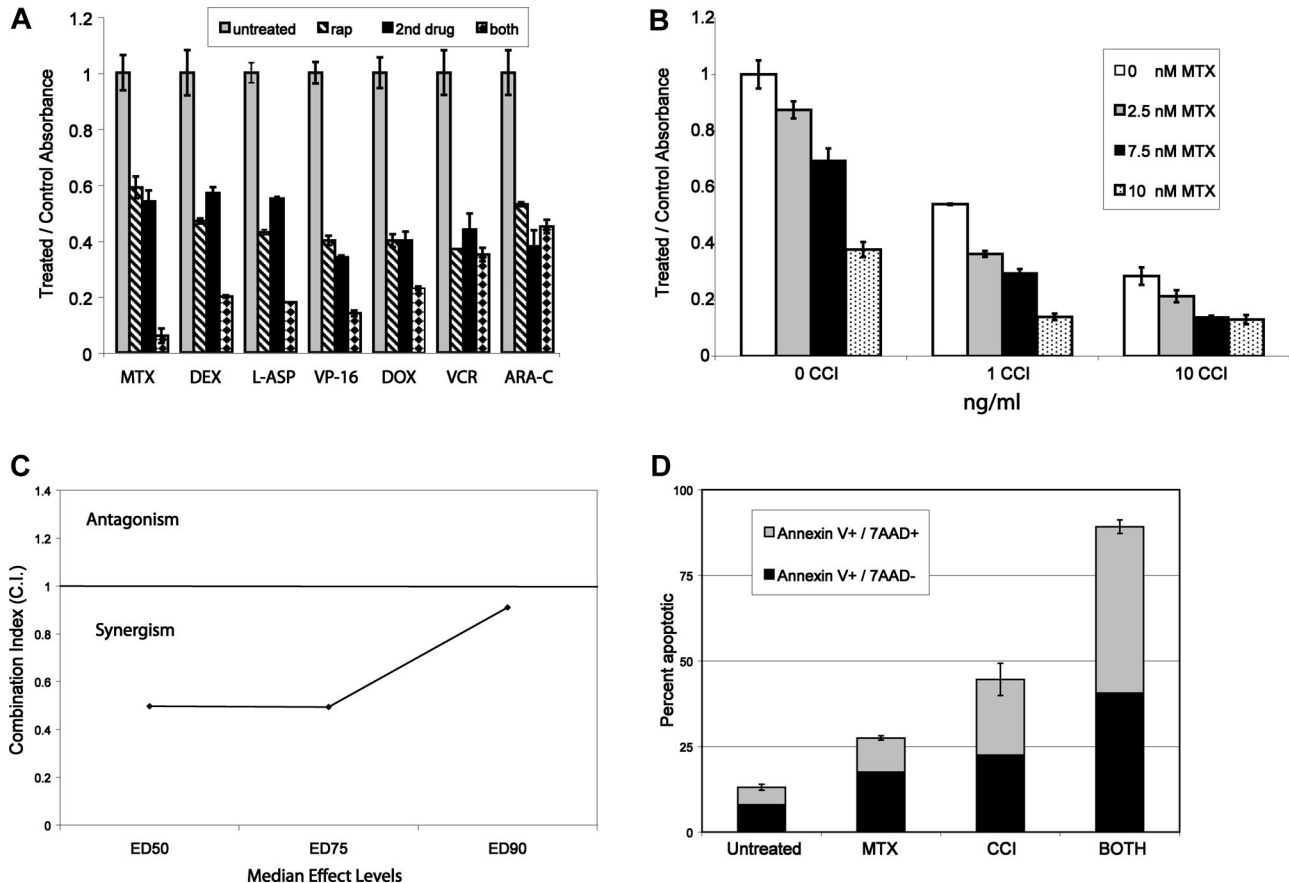 A
untreated rap 2nd drug both
Treated / Control Absorbance
1.2
1
0.8
0.6
0.4
0.2
0
MTX DEX L-ASP VP-16 DOX VCR ARA-C
B
0 nM MTX
2.5 nM MTX
7.5 nM MTX
10 nM MTX
Treated / Control Absorbance
1.2
1
0.8
0.6
0.4
0.2
0
0 CCI 1 CCI 10 CCI
ng/ml
C
Combination Index (C.I.)
1.4
1.2
1
0.8
0.6
0.4
0.2
0
Antagonism
Synergism
ED50 ED75 ED90
Median Effect Levels
D
Annexin V+ / 7AAD+
Annexin V+ / 7AAD-
Percent apoptotic
100
75
50
25
0
Untreated MTX CCI BOTH